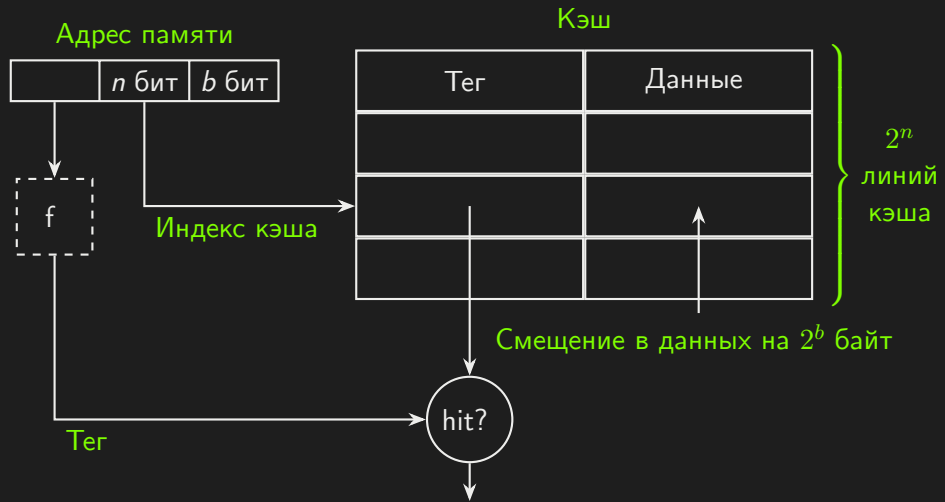 Кэш
Адрес памяти
n бит b бит
Тег Данные
2^n
линий
кэша
f
Индекс кэша
Смещение в данных на 2^b байт
hit?
Тег